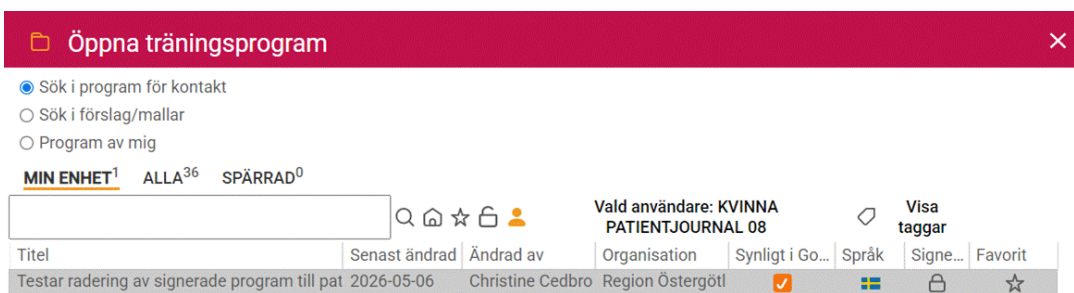 Öppna träningsprogram
Sök i program för kontakt
Sök i förslag/mallar
Program av mig
MIN ENHET1 ALLA36 SPÄRRAD0
Vald användare: KVINNA
PATIENTJOURNAL 08
Visa
taggar
Titel Senast ändrad Ändrad av Organisation Synligt i Go... Språk Signe... Favorit
Testar radering av signerade program till pat 2026-05-06 Christine Cedbro Region Östergötl